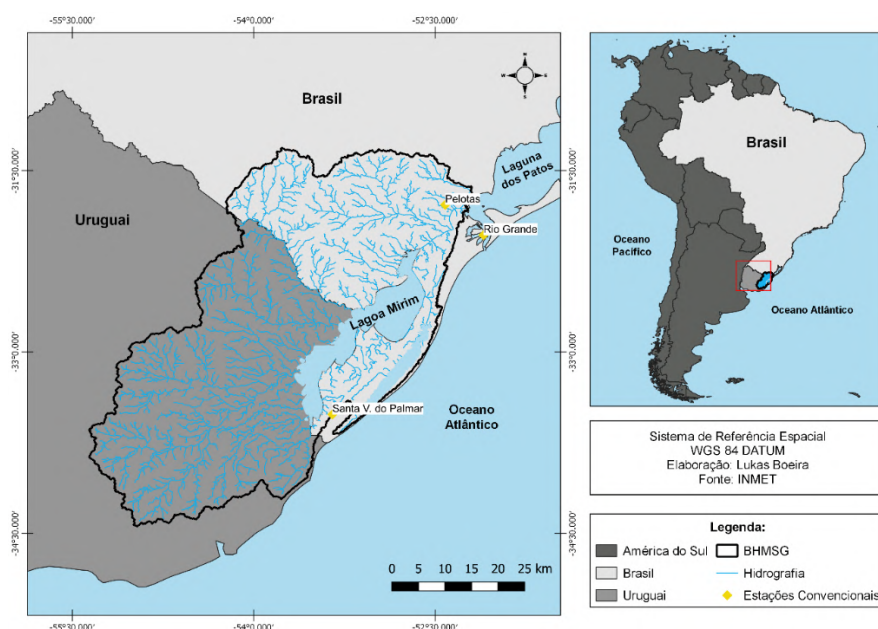 -55°30.000'
-54°0.000'
-52°30.000'
Brasil
-31°30.000'
-31°30.000'
Laguna
dos Patos
Pelotas
Rio Grande
Uruguai
Lagoa Mirim
-33°0.000'
-33°0.000'
Santa V. do Palmar
Oceano
Atlântico
-34°30.000'
-34°30.000'
0 5 10 15 20 25 km
-55°30.000'
-54°0.000'
-52°30.000'
N
W
E
S
Brasil
Oceano
Pacífico
Oceano Atlântico
Sistema de Referência Espacial
WGS 84 DATUM
Elaboração: Lukas Boeira
Fonte: INMET
Legenda:
América do Sul
BHMSG
Brasil
Hidrografia
Uruguai
Estações Convencionais